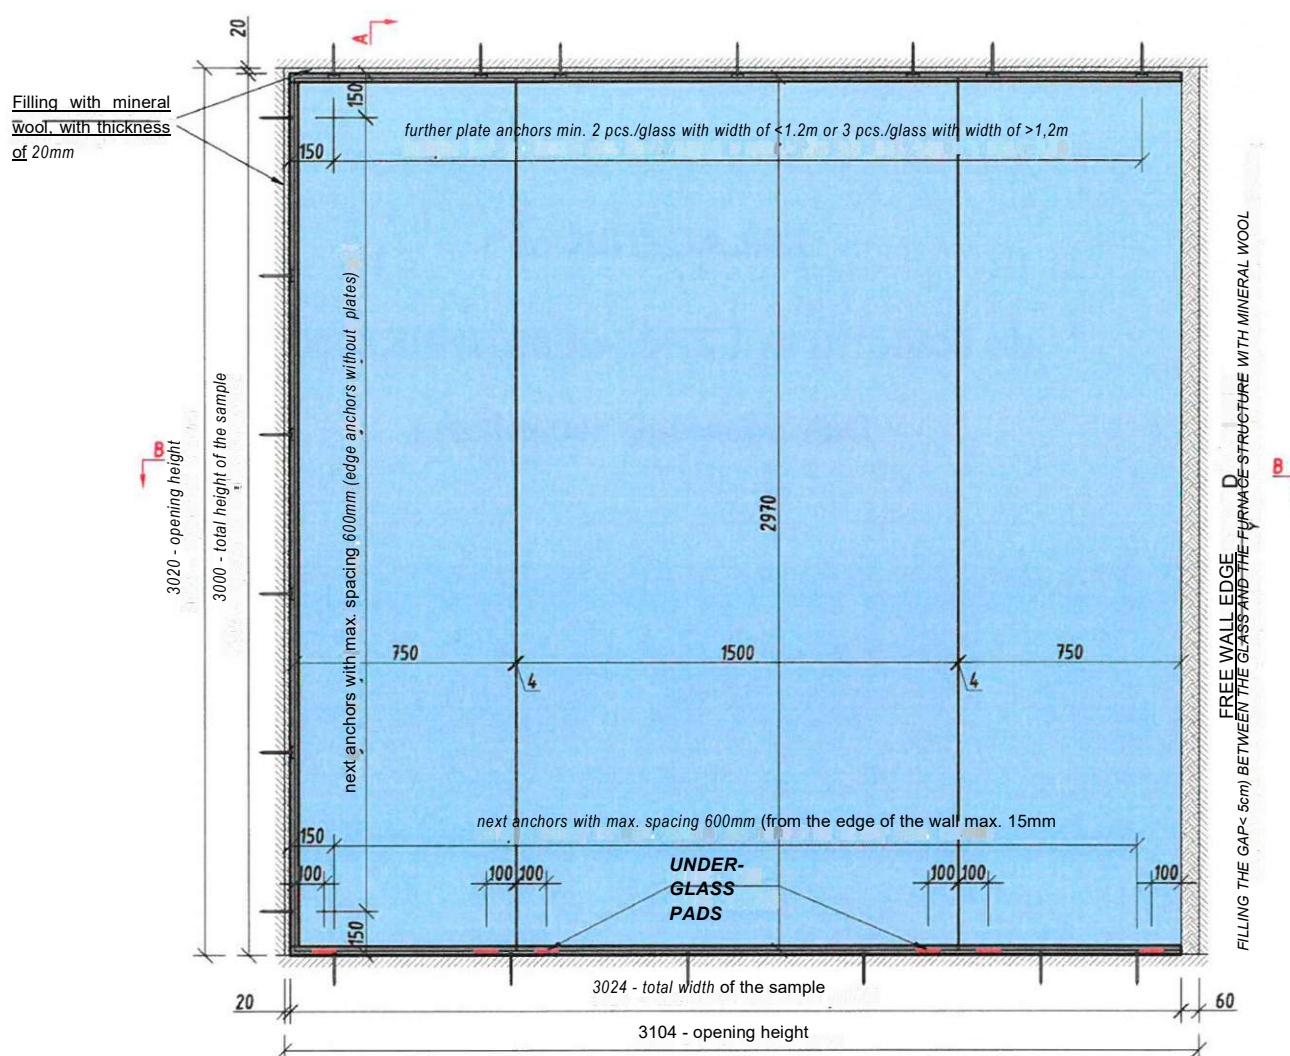 20
A
Filling with mineral
wool, with thickness
of 20mm
150
further plate anchors min. 2 pcs./glass with width of <1.2m or 3 pcs./glass with width of >1,2m
150
next anchors with max. spacing 600mm (edge anchors without plates)
B
3020 - opening height
3000 - total height of the sample
2970
B
D
FREE WALL EDGE
FILLING THE GAP< 5cm) BETWEEN THE GLASS AND THE FURNACE STRUCTURE WITH MINERAL WOOL
750
1500
750
4
4
next anchors with max. spacing 600mm (from the edge of the wall max. 15mm
150
100
100 100
UNDER-
GLASS
PADS
100 100
100
150
3024 - total width of the sample
20
60
3104 - opening height